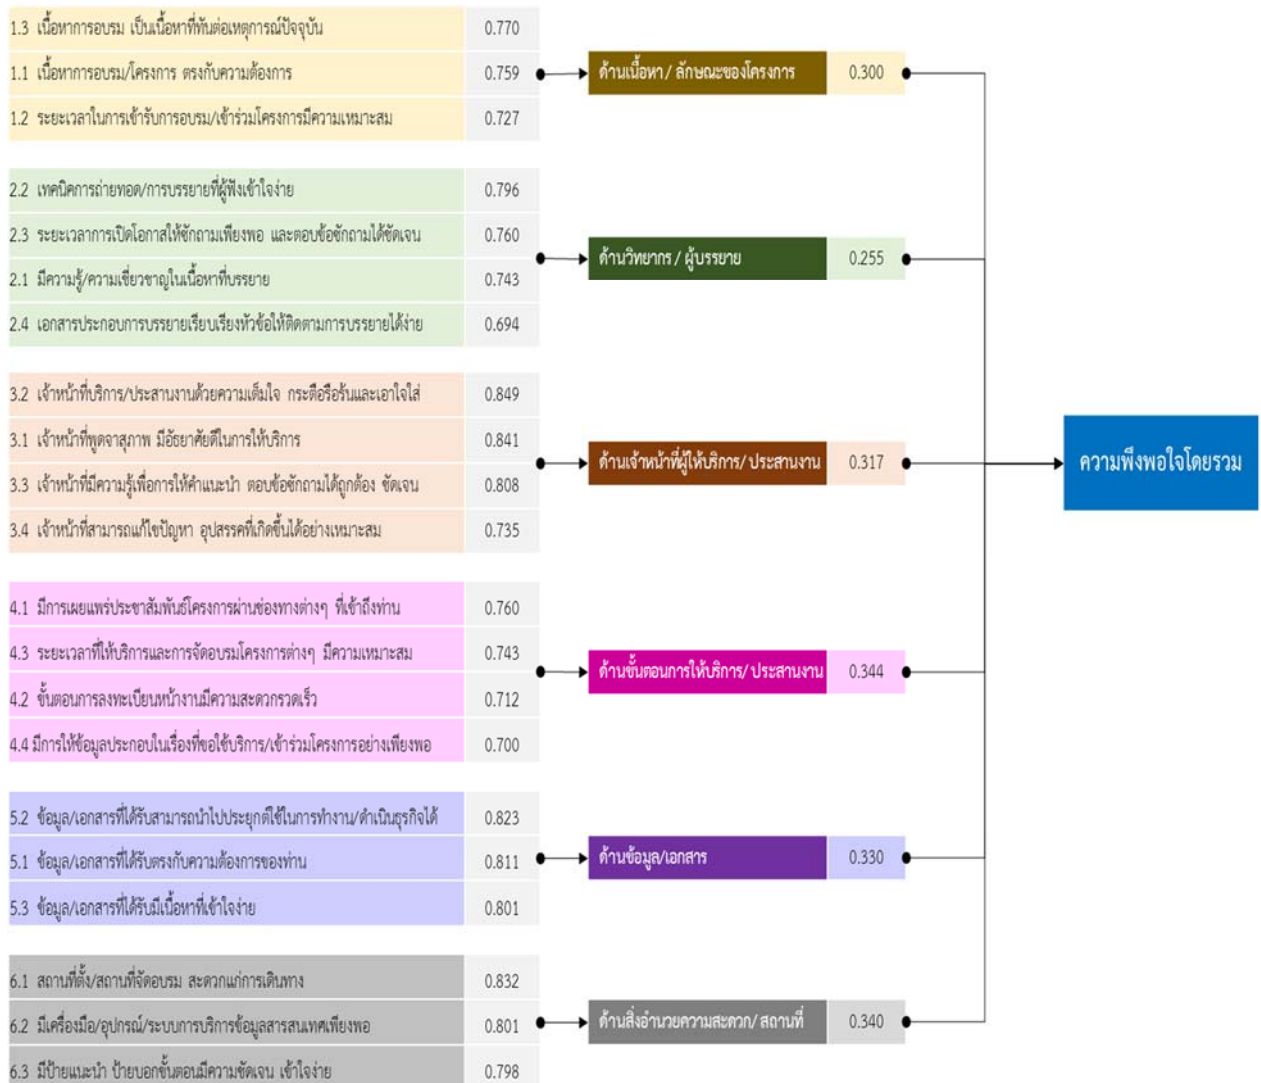 1.3 เนื้อหาการอบรม เป็นเนื้อหาที่ทันต่อเหตุการณ์ปัจจุบัน 0.770
1.1 เนื้อหาการอบรม/โครงการ ตรงกับความต้องการ 0.759
1.2 ระยะเวลาในการเข้ารับการอบรม/เข้าร่วมโครงการมีความเหมาะสม 0.727
ด้านเนื้อหา/ ลักษณะของโครงการ 0.300
2.2 เทคนิคการถ่ายทอด/การบรรยายที่ผู้ฟังเข้าใจง่าย 0.796
2.3 ระยะเวลาการเปิดโอกาสให้ซักถามเพียงพอ และตอบข้อซักถามได้ชัดเจน 0.760
2.1 มีความรู้/ความเชี่ยวชาญในเนื้อหาที่บรรยาย 0.743
2.4 เอกสารประกอบการบรรยายเรียบเรียงหัวข้อให้ติดตามการบรรยายได้ง่าย 0.694
ด้านวิทยากร/ ผู้บรรยาย 0.255
3.2 เจ้าหน้าที่บริการ/ประสานงานด้วยความเต็มใจ กระตือรือร้นและเอาใจใส่ 0.849
3.1 เจ้าหน้าที่พูดจาสุภาพ มีอัธยาศัยดีในการให้บริการ 0.841
3.3 เจ้าหน้าที่มีความรู้เพื่อการให้คำแนะนำ ตอบข้อซักถามได้ถูกต้อง ชัดเจน 0.808
3.4 เจ้าหน้าที่สามารถแก้ไขปัญหา อุปสรรคที่เกิดขึ้นได้อย่างเหมาะสม 0.735
ด้านเจ้าหน้าที่ผู้ให้บริการ/ ประสานงาน 0.317
ความพึงพอใจโดยรวม
4.1 มีการเผยแพร่ประชาสัมพันธ์โครงการผ่านช่องทางต่างๆ ที่เข้าถึงท่าน 0.760
4.3 ระยะเวลาที่ให้บริการและการจัดอบรมโครงการต่างๆ มีความเหมาะสม 0.743
4.2 ขั้นตอนการลงทะเบียนหน้างานมีความสะดวกรวดเร็ว 0.712
4.4 มีการให้ข้อมูลประกอบในเรื่องที่ขอใช้บริการ/เข้าร่วมโครงการอย่างเพียงพอ 0.700
ด้านขั้นตอนการให้บริการ/ ประสานงาน 0.344
5.2 ข้อมูล/เอกสารที่ได้รับสามารถนำไปประยุกต์ใช้ในการทำงาน/ดำเนินธุรกิจได้ 0.823
5.1 ข้อมูล/เอกสารที่ได้รับตรงกับความต้องการของท่าน 0.811
5.3 ข้อมูล/เอกสารที่ได้รับมีเนื้อหาที่เข้าใจง่าย 0.801
ด้านข้อมูล/เอกสาร 0.330
6.1 สถานที่ตั้ง/สถานที่จัดอบรม สะดวกแก่การเดินทาง 0.832
6.2 มีเครื่องมือ/อุปกรณ์/ระบบการบริการข้อมูลสารสนเทศเพียงพอ 0.801
6.3 มีป้ายแนะนำ ป้ายบอกขั้นตอนมีความชัดเจน เข้าใจง่าย 0.798
ด้านสิ่งอำนวยความสะดวก/ สถานที่ 0.340